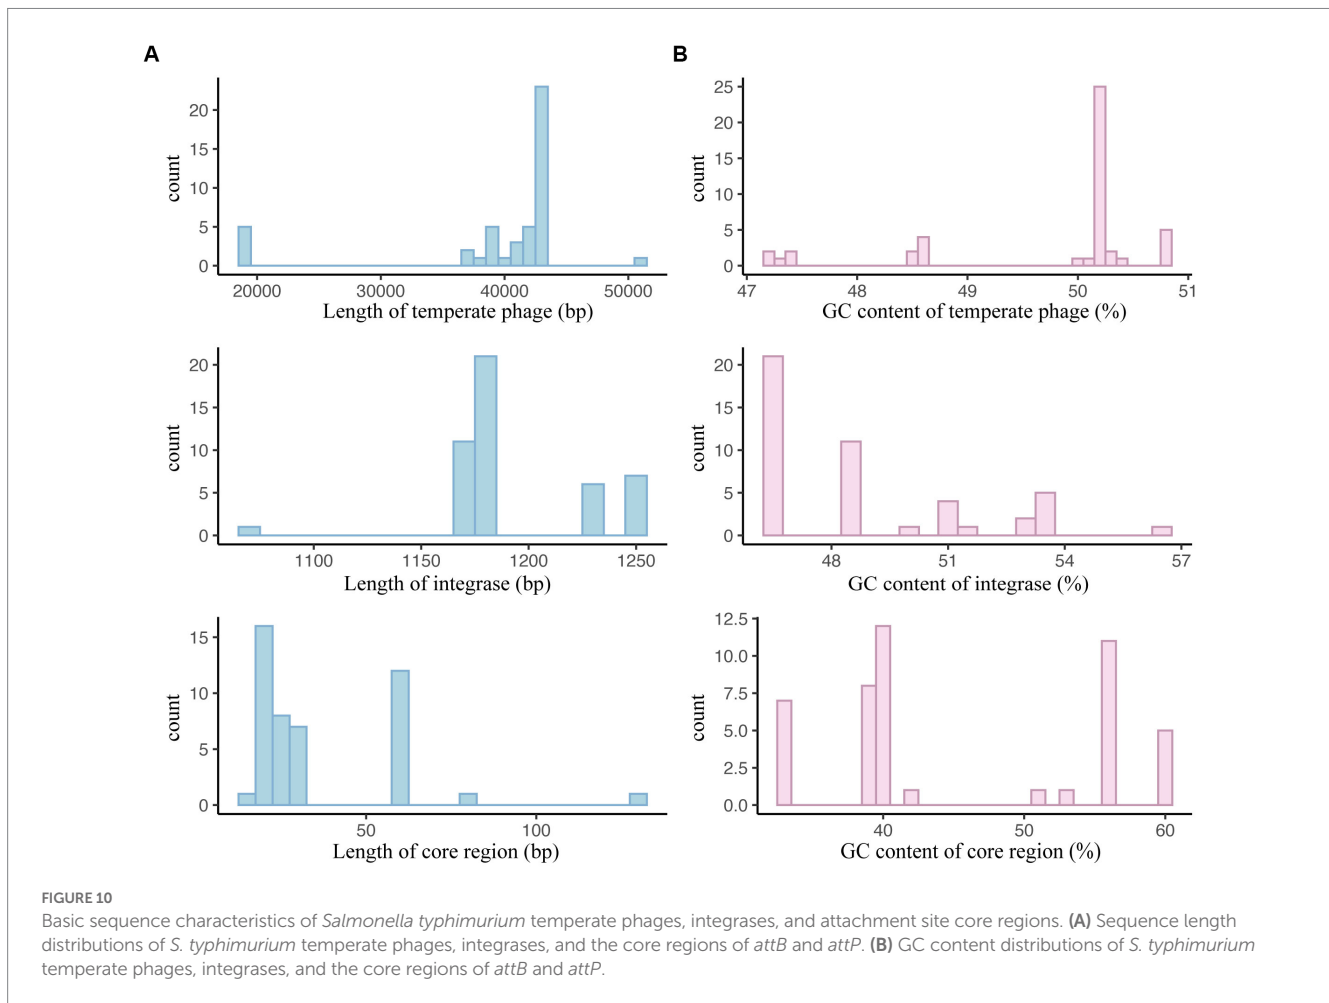 A
B
count
20
15
10
5
0
20000 30000 40000 50000
Length of temperate phage (bp)
count
25
20
15
10
5
0
47 48 49 50 51
GC content of temperate phage (%)
count
20
15
10
5
0
1100 1150 1200 1250
Length of integrase (bp)
count
20
15
10
5
0
48 51 54 57
GC content of integrase (%)
count
15
10
5
0
50 100
Length of core region (bp)
count
12.5
10.0
7.5
5.0
2.5
0.0
40 50 60
GC content of core region (%)
FIGURE 10
Basic sequence characteristics of Salmonella typhimurium temperate phages, integrases, and attachment site core regions. (A) Sequence length
distributions of S. typhimurium temperate phages, integrases, and the core regions of attB and attP. (B) GC content distributions of S. typhimurium
temperate phages, integrases, and the core regions of attB and attP.